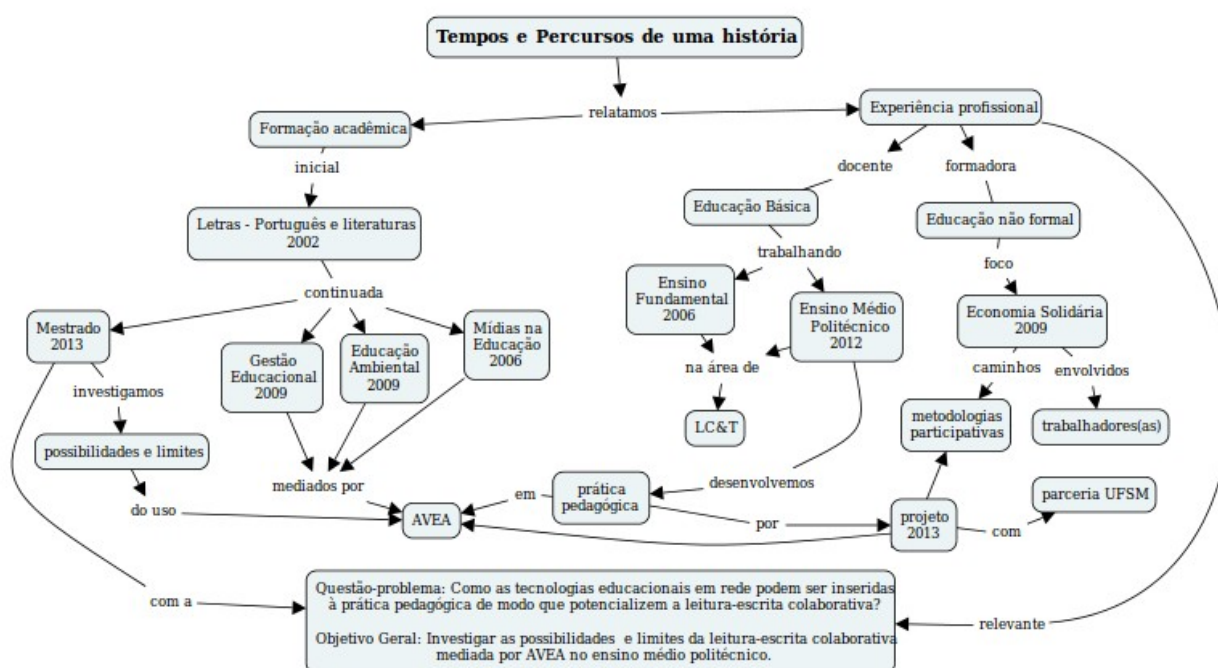 Tempos e Percursos de uma história
relatamos
Formação acadêmica
Experiência profissional
inicial
docente
formadora
Letras - Português e literaturas
2002
Educação Básica
Educação não formal
continuada
trabalhando
foco
Mestrado
2013
Gestão
Educacional
2009
Educação
Ambiental
2009
Mídias na
Educação
2006
Ensino
Fundamental
2006
Ensino Médio
Politécnico
2012
Economia Solidária
2009
investigamos
na área de
caminhos
envolvidos
possibilidades e limites
LC&T
metodologias
participativas
trabalhadores(as)
mediados por
do uso
AVEA
em
prática
pedagógica
desenvolvemos
por
projeto
2013
com
parceria UFSM
com a
Questão-problema: Como as tecnologias educacionais em rede podem ser inseridas
à prática pedagógica de modo que potencializem a leitura-escrita colaborativa?
Objetivo Geral: Investigar as possibilidades e limites da leitura-escrita colaborativa
mediada por AVEA no ensino médio politécnico.
relevante